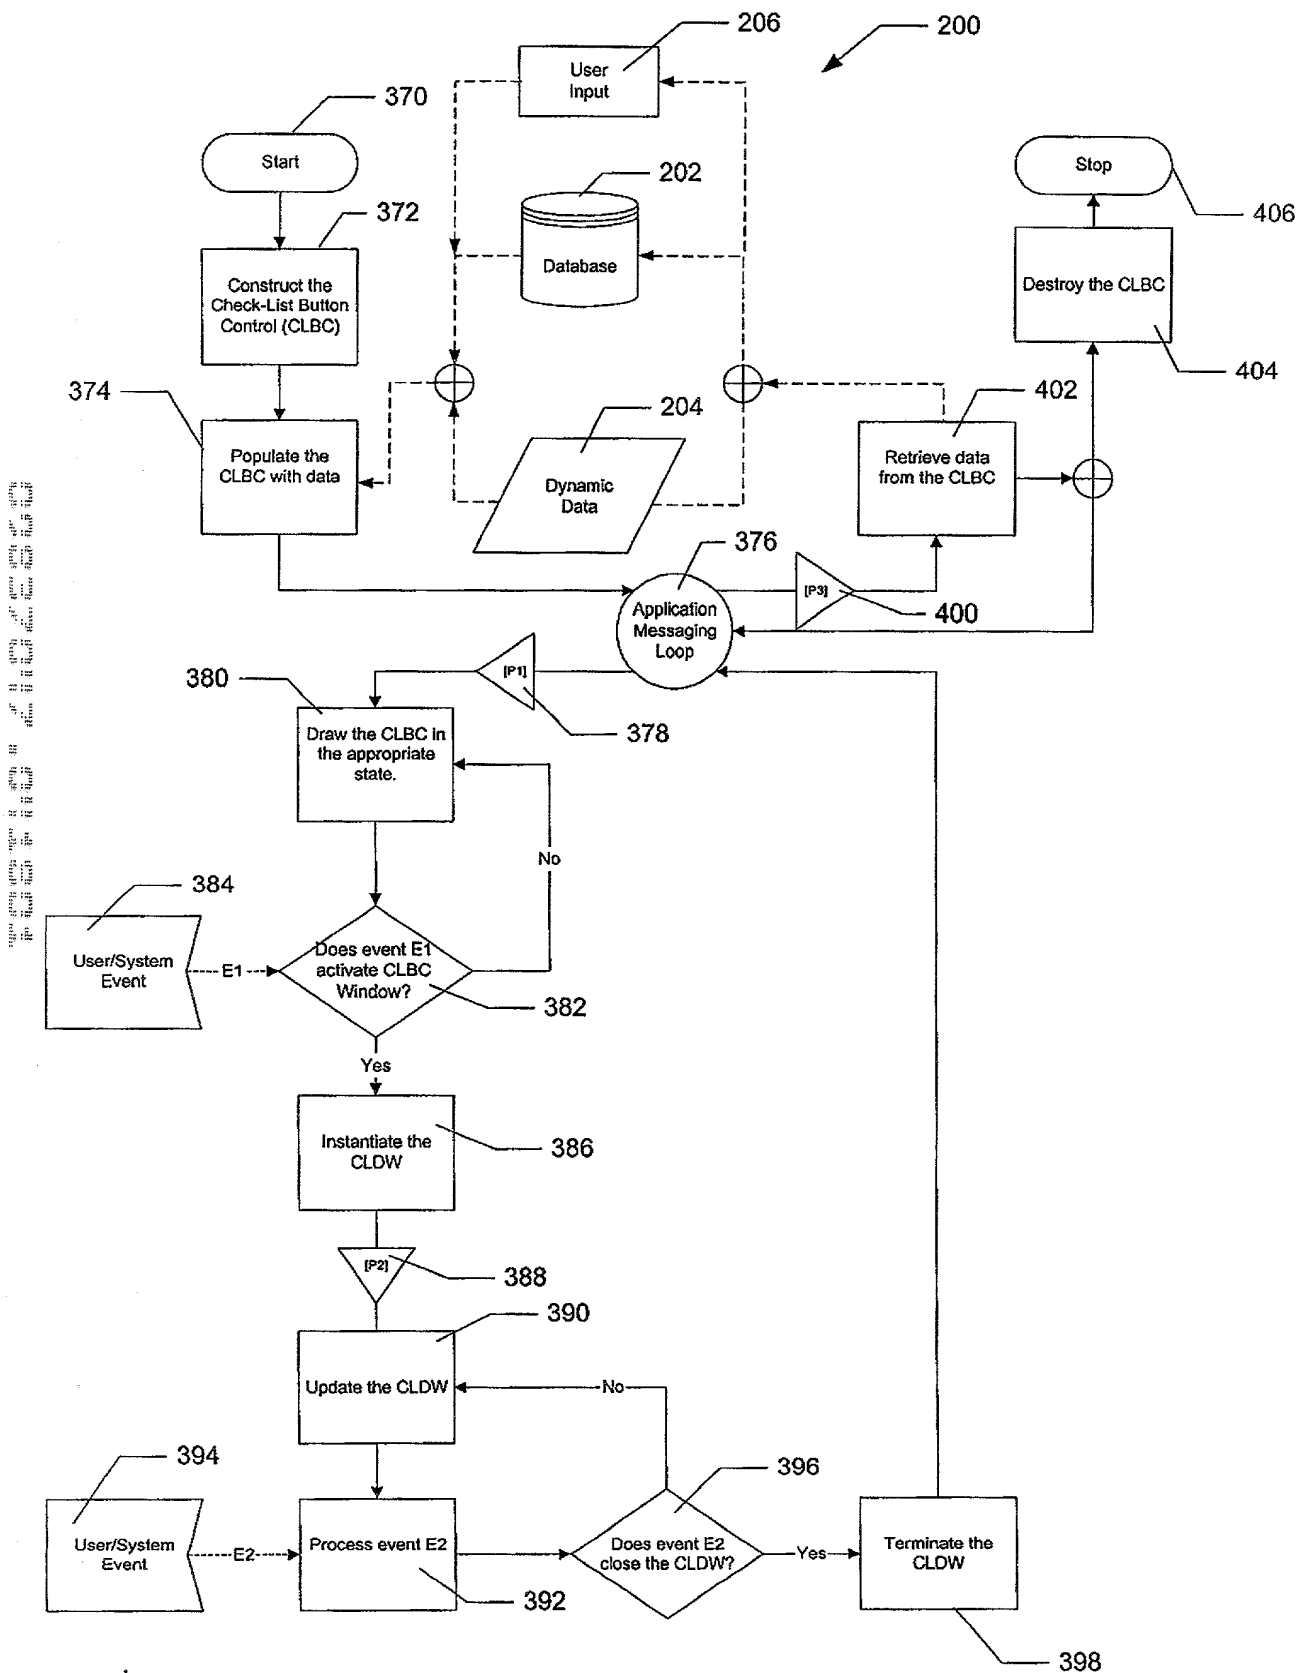 206
200
User
Input
370
Start
202
Stop
406
372
Database
Construct the
Check-List Button
Control (CLBC)
Destroy the CLBC
404
374
204
402
Populate the
CLBC with data
Dynamic
Data
Retrieve data
from the CLBC
376
[P3]
400
Application
Messaging
Loop
[P1]
378
380
Draw the CLBC in
the appropriate
state.
No
384
User/System
Event
E1
Does event E1
activate CLBC
Window?
382
Yes
Instantiate the
CLDW
386
[P2]
388
390
Update the CLDW
No
394
396
User/System
Event
E2
Process event E2
392
Does event E2
close the CLDW?
Yes
Terminate the
CLDW
398